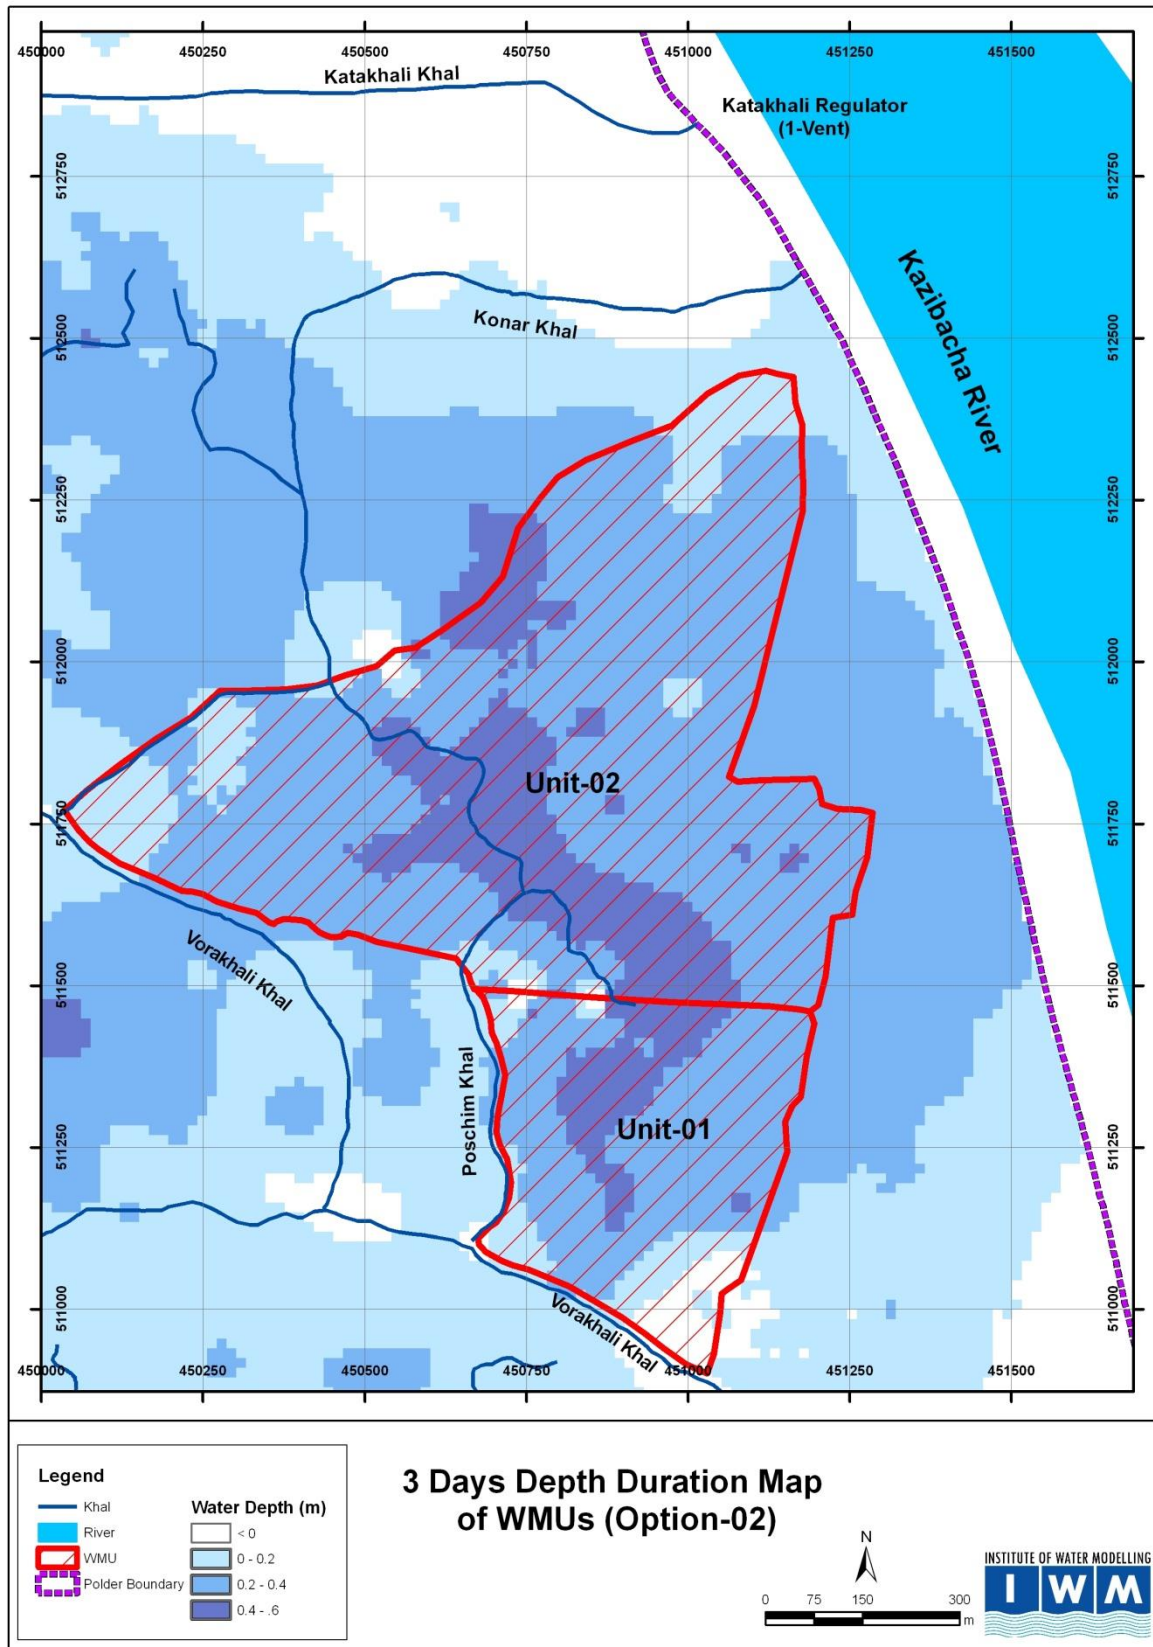 450000 450250 450500 450750 451000 451250 451500
Katakhali Khal
Katakhali Regulator
(1-Vent)
512750 512750
Kazibacha River
Konar Khal
512500 512500
512250 512250
512000 512000
Unit-02
511750 511750
Vorakhali Khal
511500 511500
Poschim Khal
Unit-01
511250 511250
511000 511000
Vorakhali Khal
450000 450250 450500 450750 451000 451250 451500
Legend
Khal
River
WMU
Polder Boundary
Water Depth (m)
< 0
0 - 0.2
0.2 - 0.4
0.4 - .6
3 Days Depth Duration Map
of WMUs (Option-02)
N
0 75 150 300
m
INSTITUTE OF WATER MODELLING
IWM